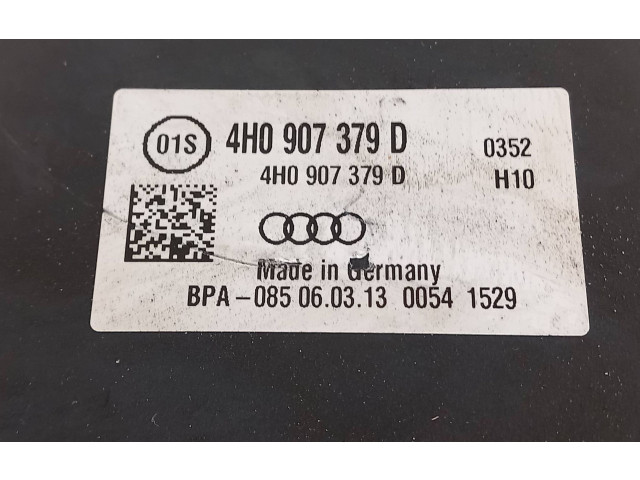 01S 4H0 907 379 D 0352
4H0 907 379 D H10
Made in Germany
BPA-085 06.03.13 0054 1529